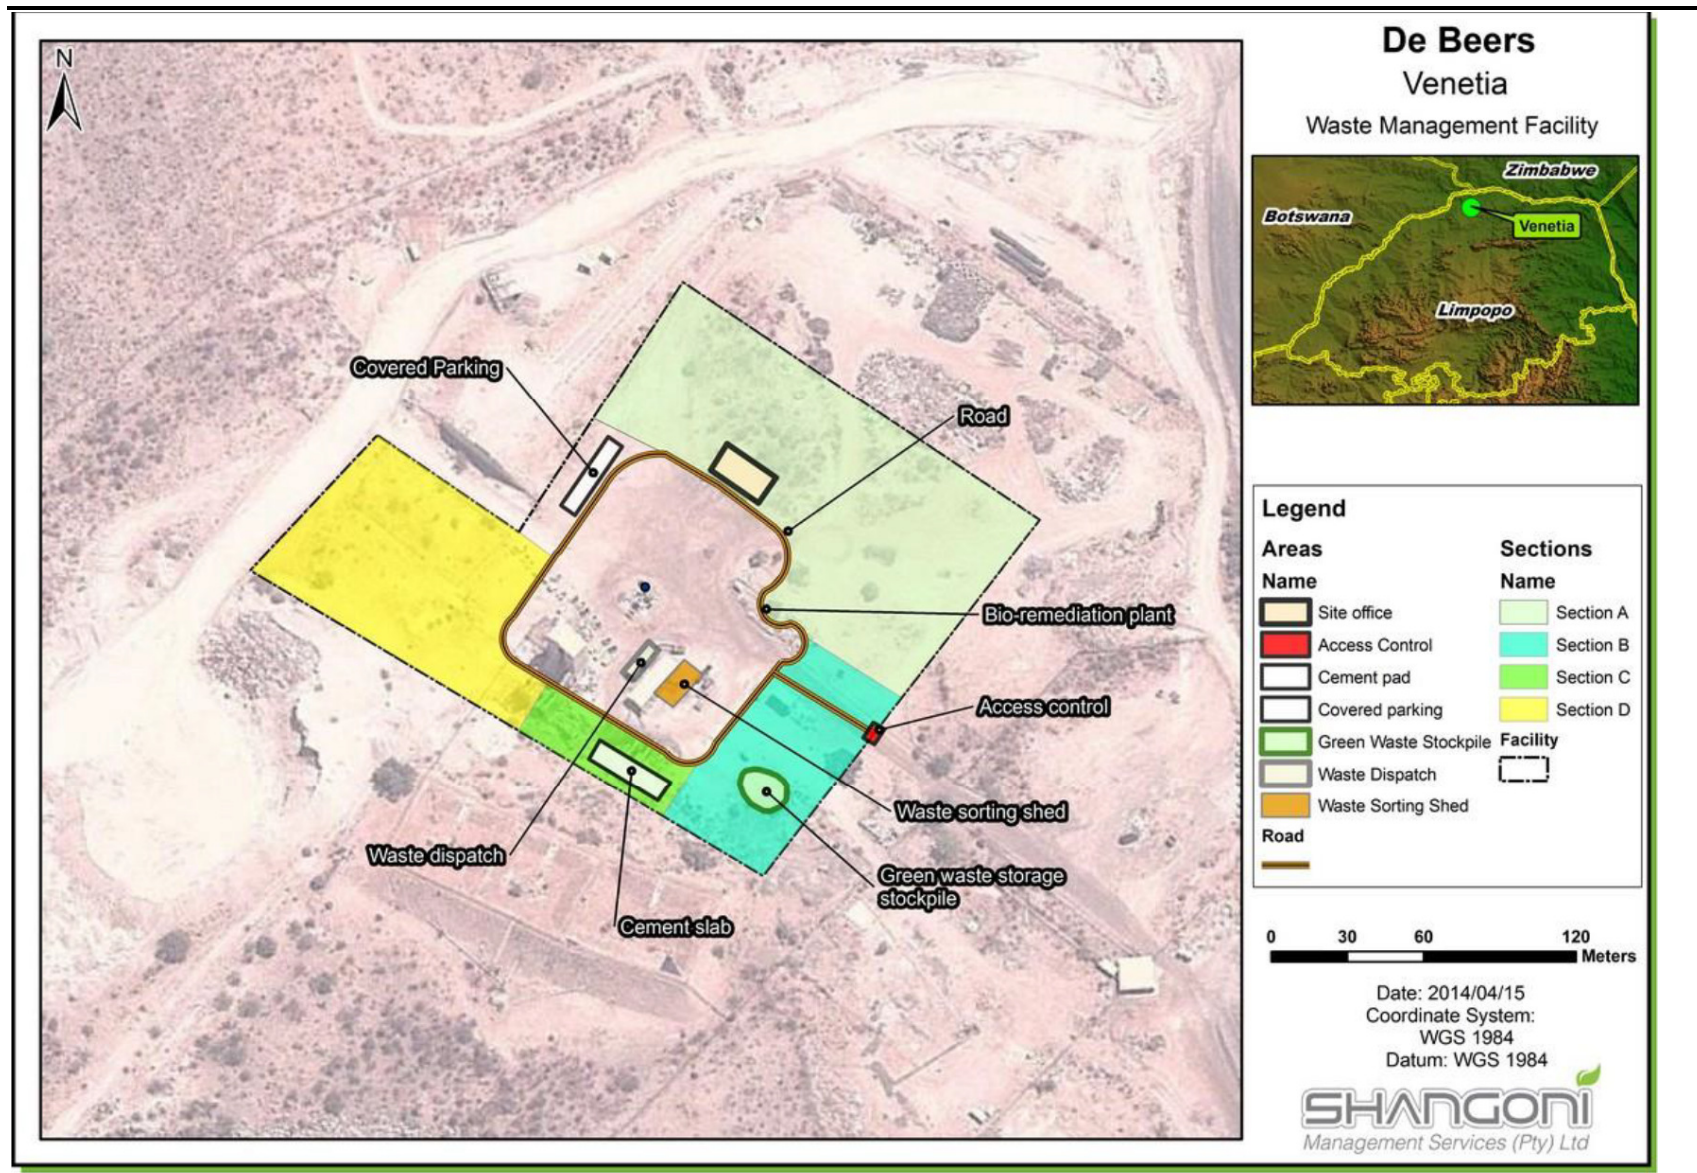 De Beers
Venetia
Waste Management Facility
N
Zimbabwe
Botswana
Venetia
Limpopo
Covered Parking
Road
Bio-remediation plant
Access control
Waste sorting shed
Waste dispatch
Green waste storage
stockpile
Cement slab
Legend
Areas
Name
Site office
Access Control
Cement pad
Covered parking
Green Waste Stockpile
Waste Dispatch
Waste Sorting Shed
Road
Sections
Name
Section A
Section B
Section C
Section D
Facility
0 30 60 120
Meters
Date: 2014/04/15
Coordinate System:
WGS 1984
Datum: WGS 1984
SHANGONI
Management Services (Pty) Ltd